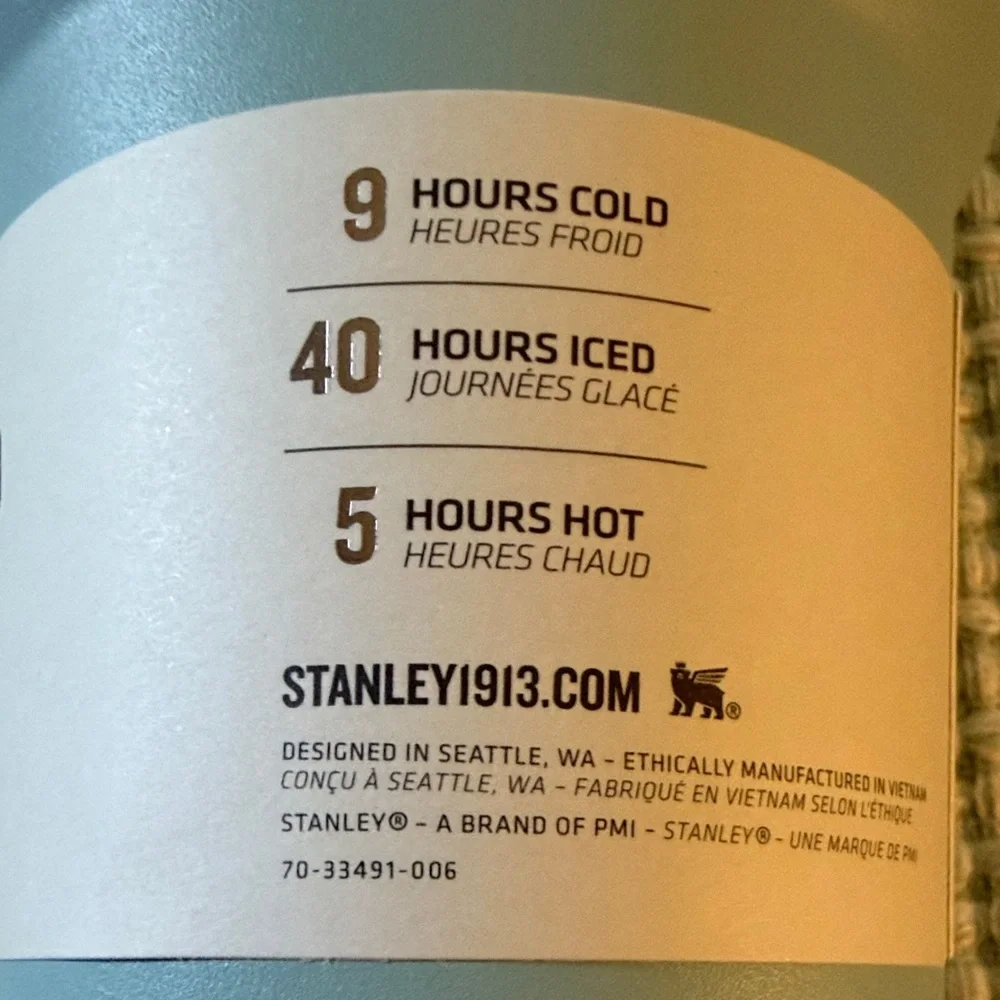 9 HOURS COLD
HEURES FROID
40 HOURS ICED
JOURNÉES GLACÉ
5 HOURS HOT
HEURES CHAUD
STANLEY1913.COM ®
DESIGNED IN SEATTLE, WA – ETHICALLY MANUFACTURED IN VIETNAM
CONÇU À SEATTLE, WA – FABRIQUÉ EN VIETNAM SELON L'ÉTHIQUE
STANLEY® – A BRAND OF PMI – STANLEY® – UNE MARQUE DE PMI
70-33491-006